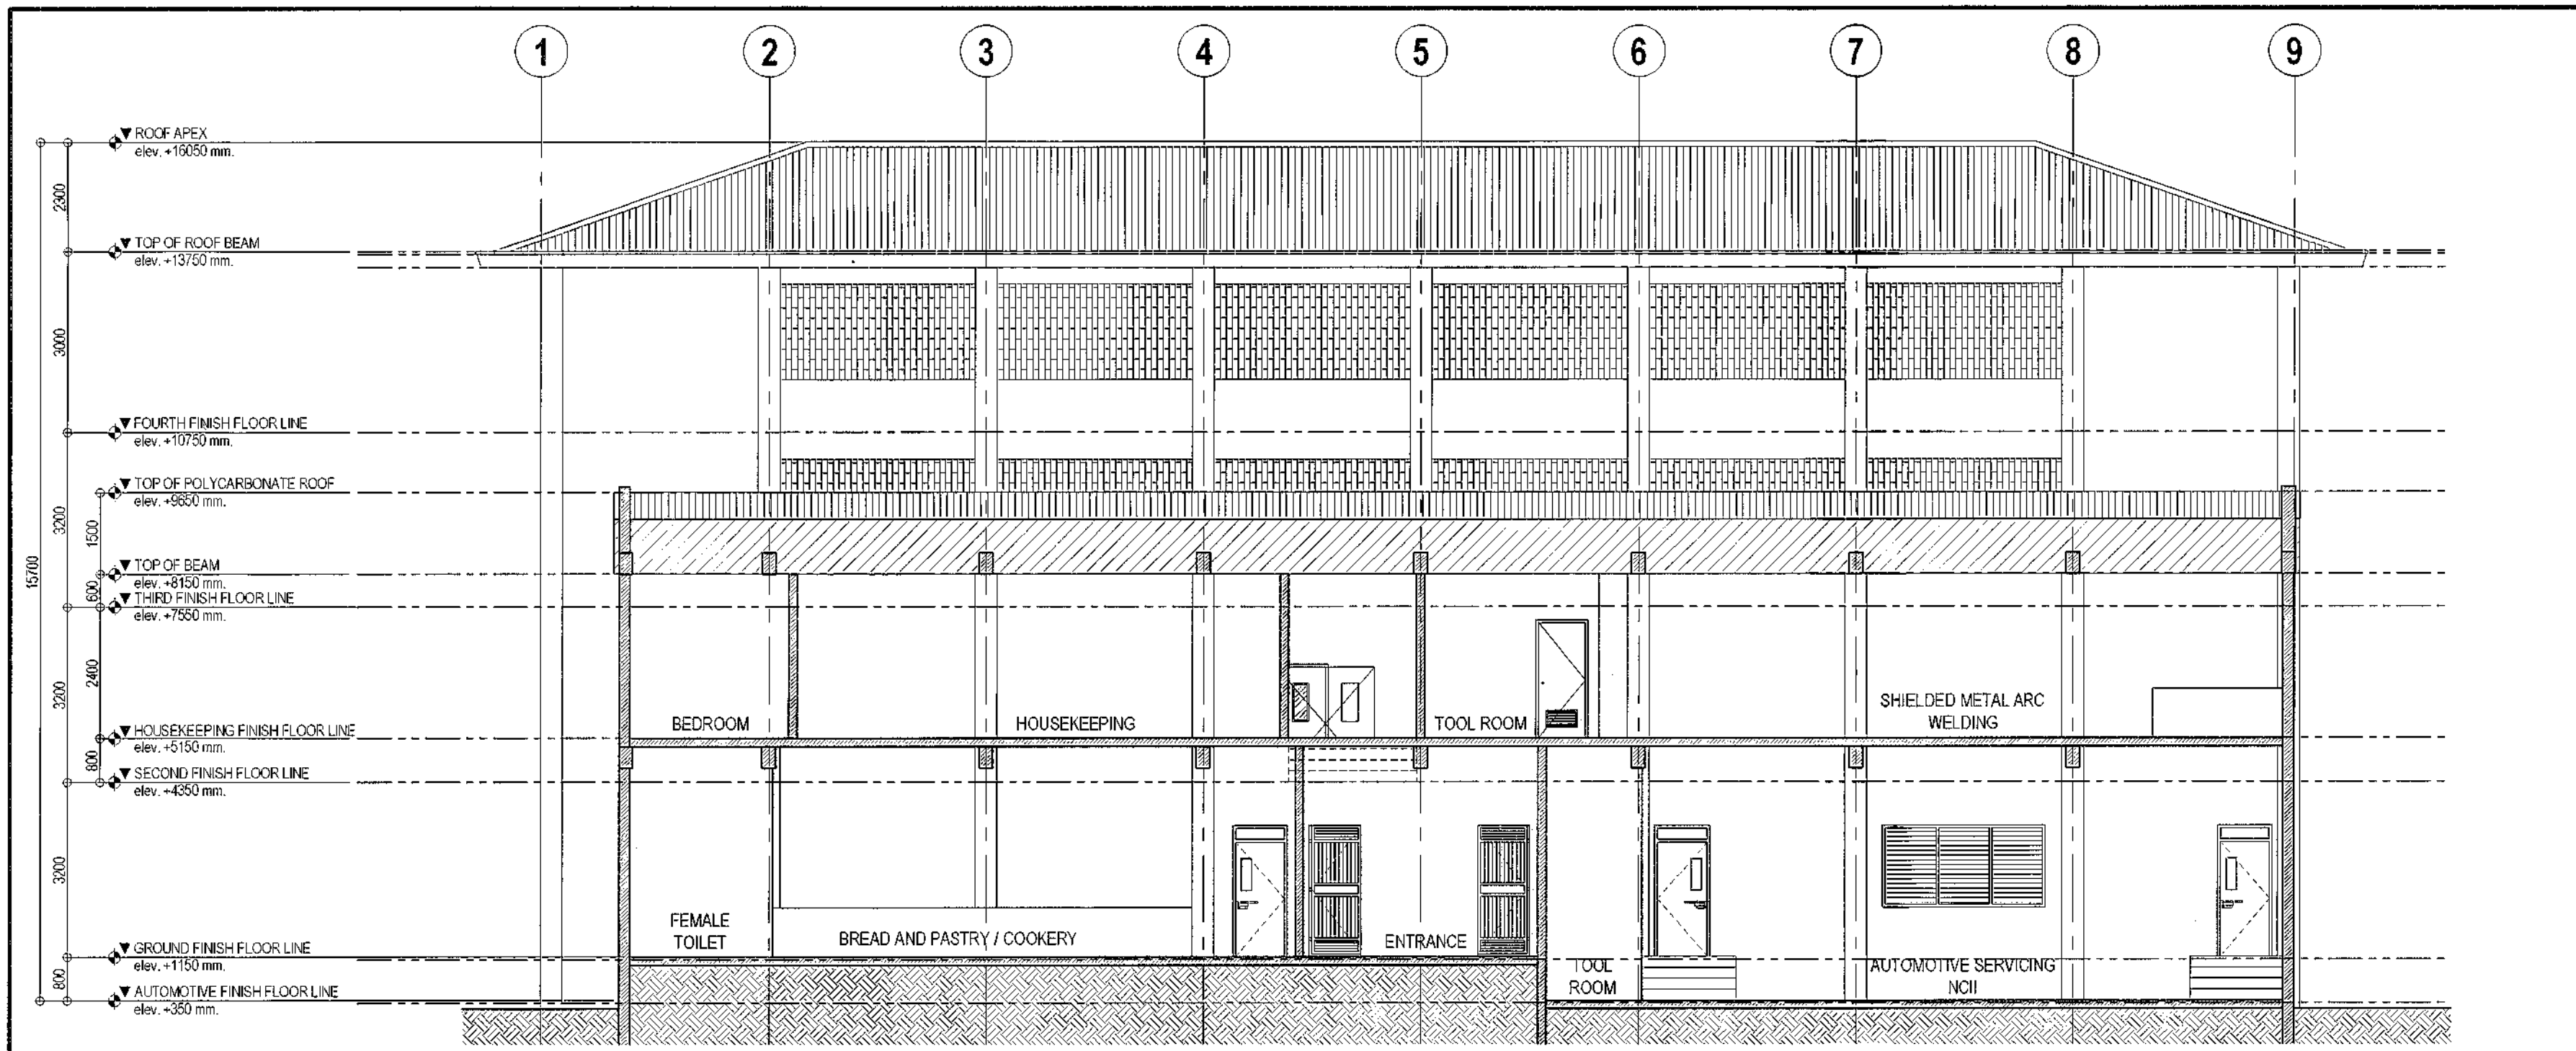 1 2 3 4 5 6 7 8 9
▼ ROOF APEX
elev. +16050 mm.
2300
▼ TOP OF ROOF BEAM
elev. +13750 mm.
3000
▼ FOURTH FINISH FLOOR LINE
elev. +10750 mm.
▼ TOP OF POLYCARBONATE ROOF
elev. +9650 mm.
3200
1500
15700
▼ TOP OF BEAM
elev. +8150 mm.
600
▼ THIRD FINISH FLOOR LINE
elev. +7550 mm.
2400
3200
▼ HOUSEKEEPING FINISH FLOOR LINE
elev. +5150 mm.
800
▼ SECOND FINISH FLOOR LINE
elev. +4350 mm.
3200
▼ GROUND FINISH FLOOR LINE
elev. +1150 mm.
800
▼ AUTOMOTIVE FINISH FLOOR LINE
elev. +350 mm.
BEDROOM
HOUSEKEEPING
TOOL ROOM
SHIELDED METAL ARC
WELDING
FEMALE
TOILET
BREAD AND PASTRY / COOKERY
ENTRANCE
TOOL
ROOM
AUTOMOTIVE SERVICING
NCII